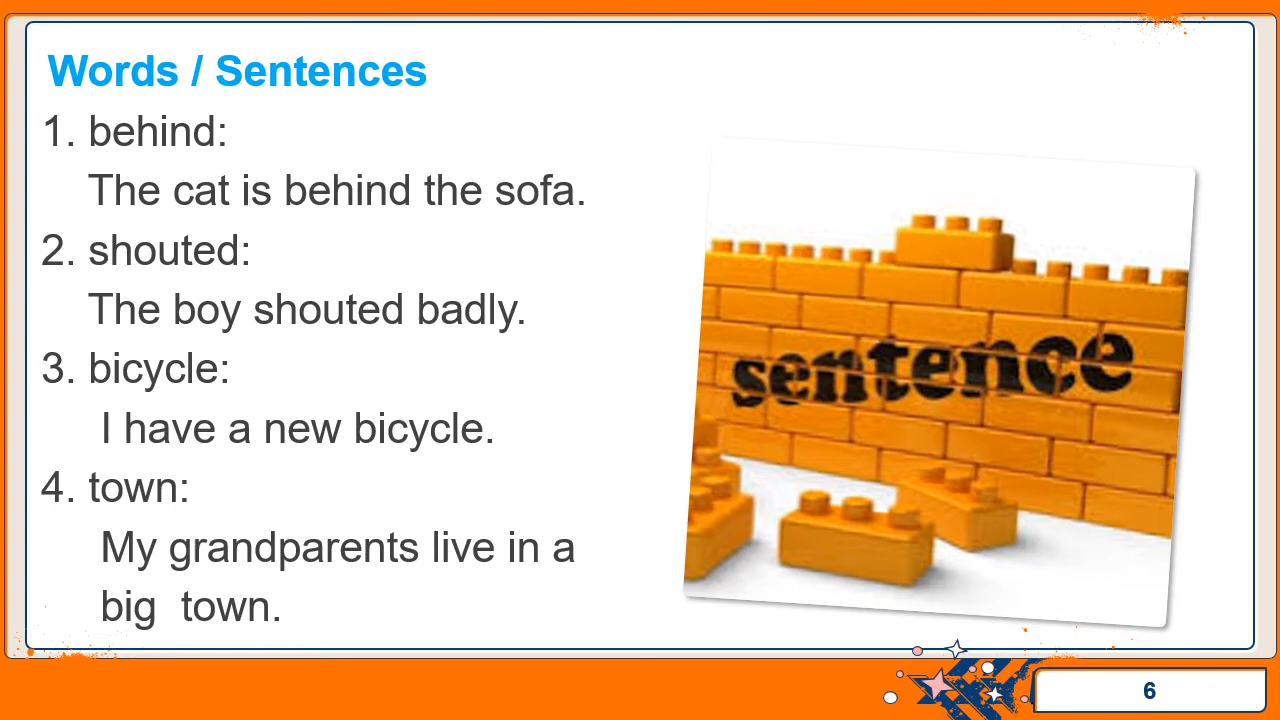 Words / Sentences
1. behind:
The cat is behind the sofa.
2. shouted:
The boy shouted badly.
3. bicycle:
I have a new bicycle.
4. town:
My grandparents live in a
big  town.
sentence
6